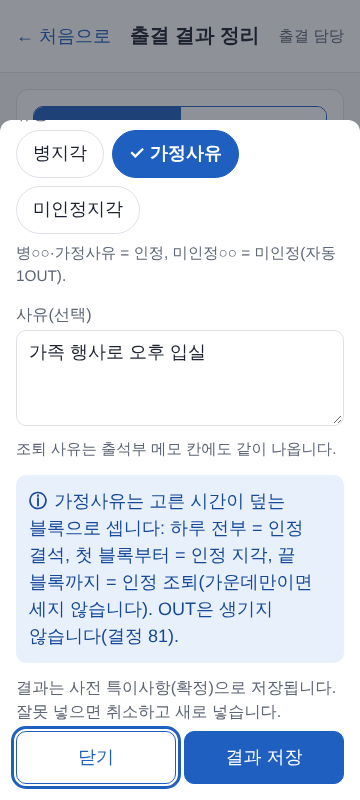 ← 처음으로
출결 결과 정리
출결 담당
병지각
✓ 가정사유
미인정지각
병○○·가정사유 = 인정, 미인정○○ = 미인정(자동
1OUT).
사유(선택)
가족 행사로 오후 입실
조퇴 사유는 출석부 메모 칸에도 같이 나옵니다.
ⓘ 가정사유는 고른 시간이 덮는
블록으로 셉니다: 하루 전부 = 인정
결석, 첫 블록부터 = 인정 지각, 끝
블록까지 = 인정 조퇴(가운데만이면
세지 않습니다). OUT은 생기지
않습니다(결정 81).
결과는 사전 특이사항(확정)으로 저장됩니다.
잘못 넣으면 취소하고 새로 넣습니다.
닫기
결과 저장